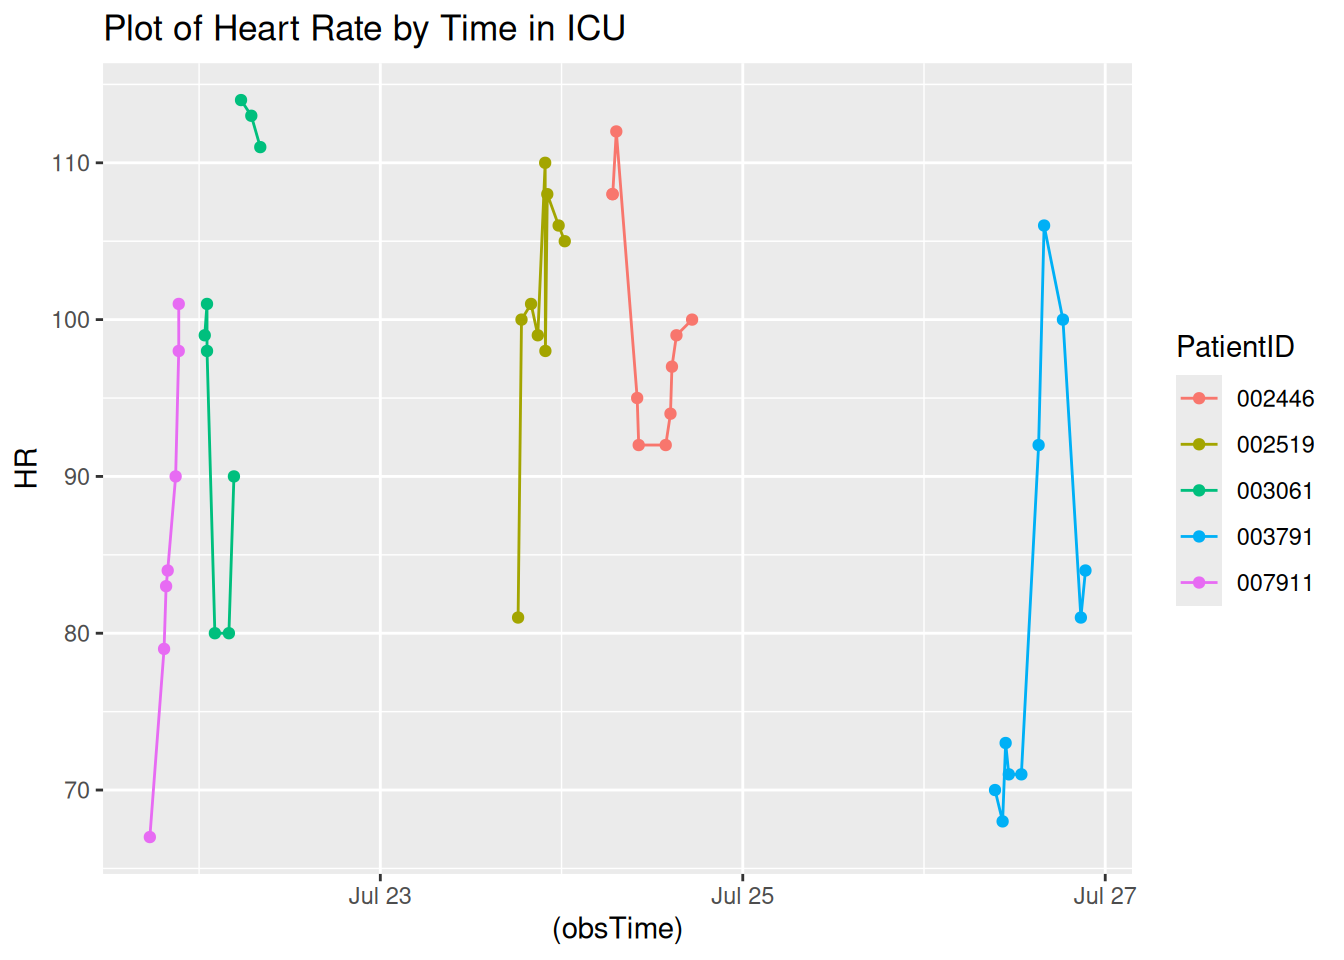 Plot of Heart Rate by Time in ICU
HR
110
100
90
80
70
Jul 23 Jul 25 Jul 27
(obsTime)
PatientID
002446
002519
003061
003791
007911